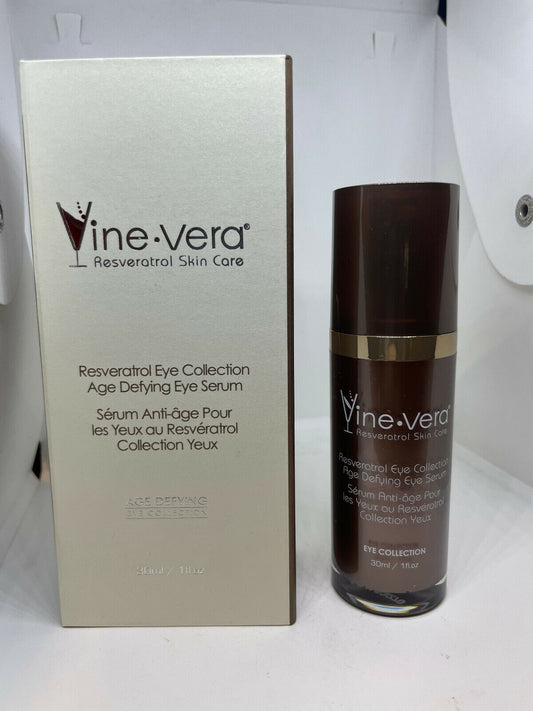 Vine•vera®
Resveratrol Skin Care
Resveratrol Eye Collection
Age Defying Eye Serum
Sérum Anti-âge Pour
les Yeux au Resvératrol
Collection Yeux
AGE DEFYING
EYE COLLECTION
30ml / 1fl.oz
Vine•vera®
Resveratrol Skin Care
Resveratrol Eye Collection
Age Defying Eye Serum
Sérum Anti-âge Pour
les Yeux au Resvératrol
Collection Yeux
EYE COLLECTION
30ml / 1fl.oz